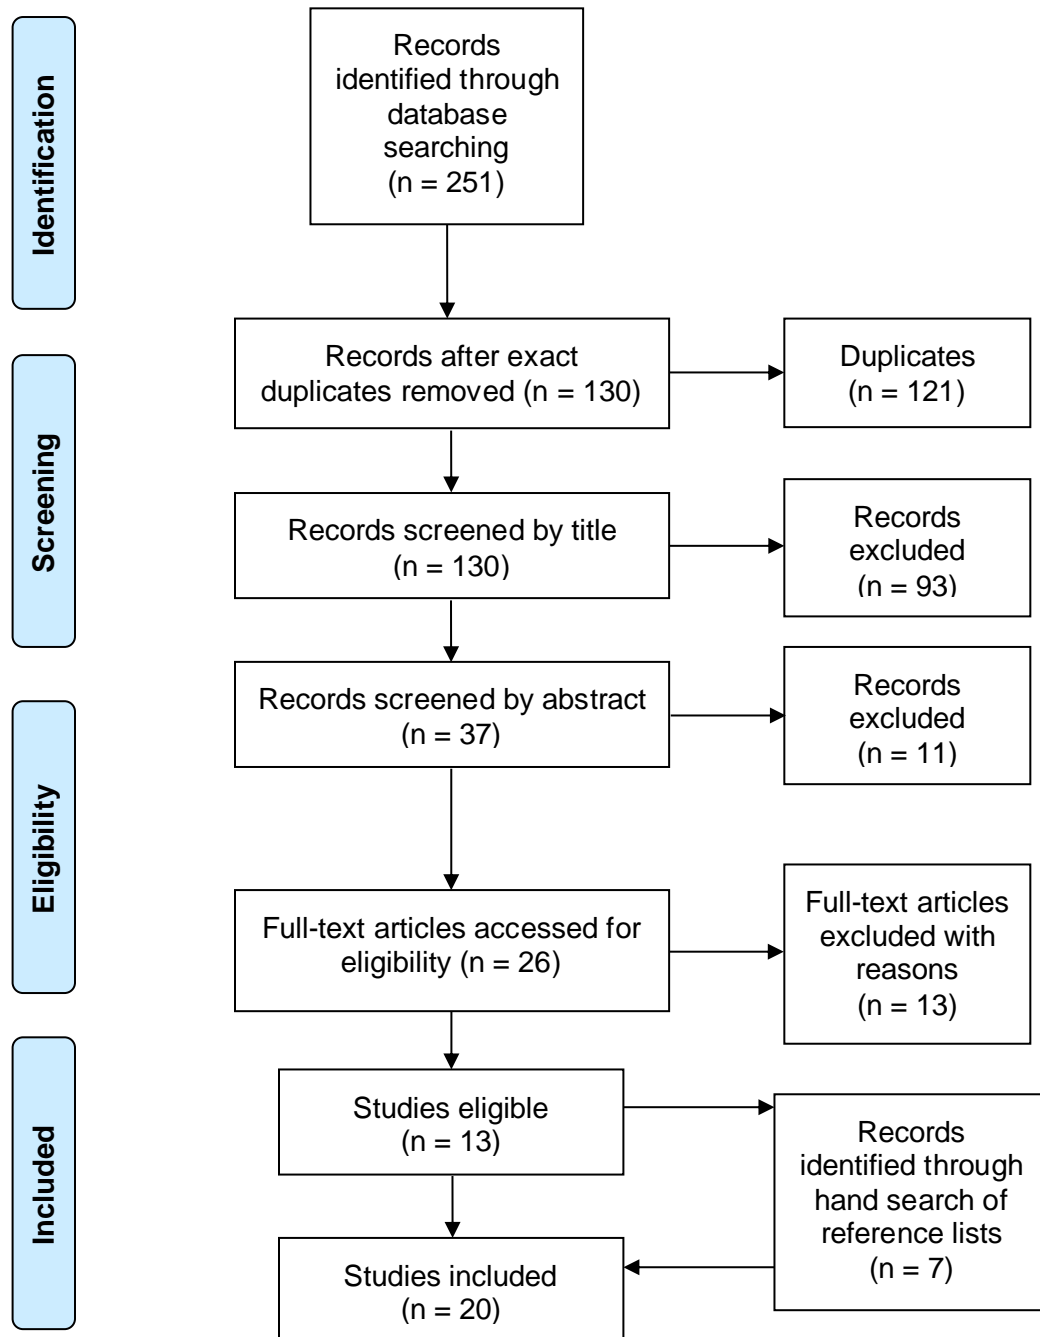 Identification
Records
identified through
database
searching
(n = 251)
Records after exact
duplicates removed (n = 130)
Duplicates
(n = 121)
Screening
Records screened by title
(n = 130)
Records
excluded
(n = 93)
Records screened by abstract
(n = 37)
Records
excluded
(n = 11)
Eligibility
Full-text articles accessed for
eligibility (n = 26)
Full-text articles
excluded with
reasons
(n = 13)
Included
Studies eligible
(n = 13)
Records
identified through
hand search of
reference lists
(n = 7)
Studies included
(n = 20)